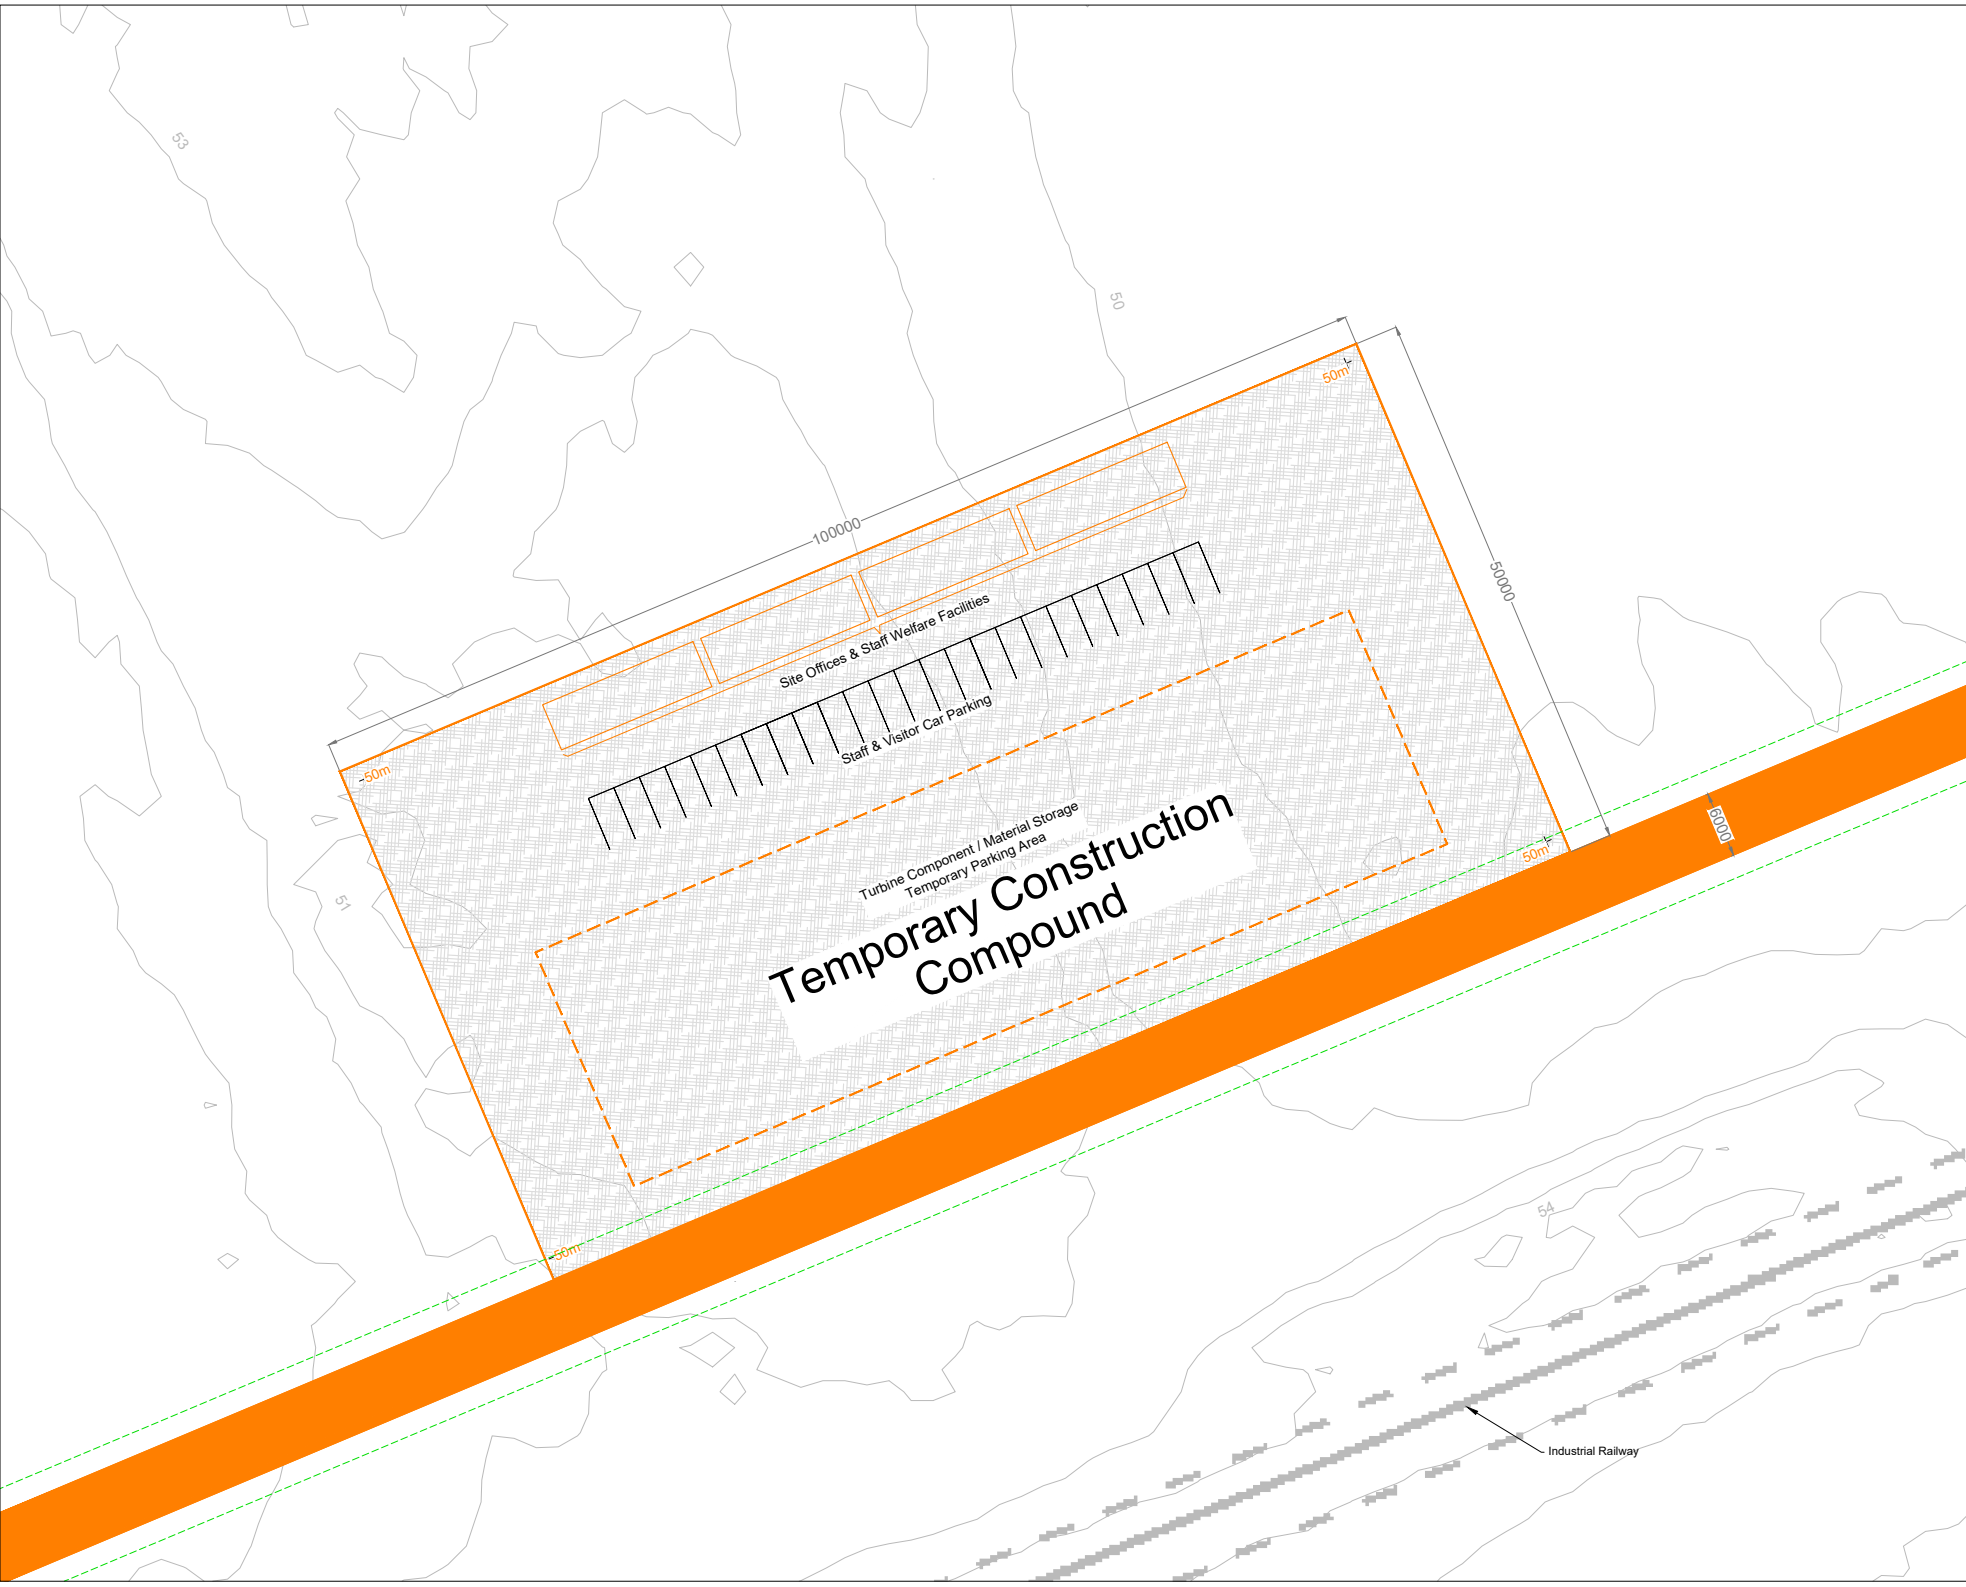 53
50
50m
100000
50000
Site Offices & Staff Welfare Facilities
Staff & Visitor Car Parking
50m
Turbine Component / Material Storage
Temporary Parking Area
Temporary Construction
Compound
50m
6000
51
50m
54
Industrial Railway